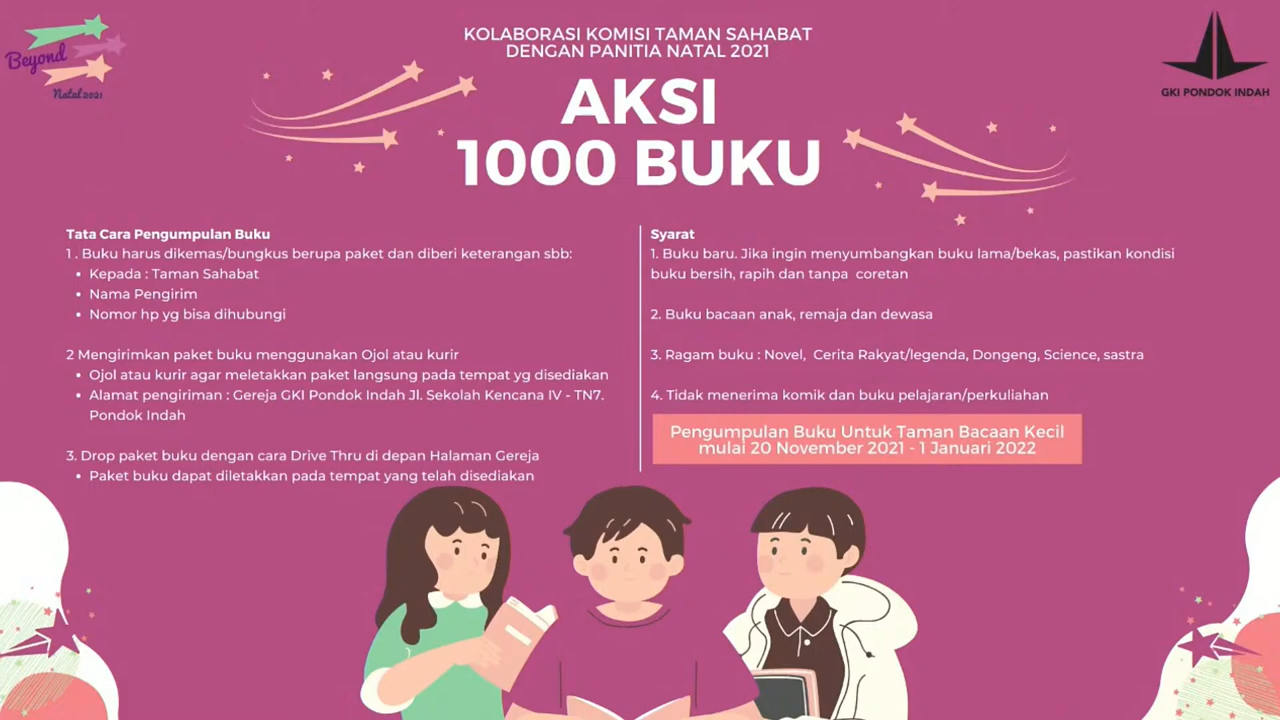 Beyond
Natal 2021
KOLABORASI KOMISI TAMAN SAHABAT
DENGAN PANITIA NATAL 2021
AKSI
1000 BUKU
GKI PONDOK INDAH
Tata Cara Pengumpulan Buku
1 . Buku harus dikemas/bungkus berupa paket dan diberi keterangan sbb:
• Kepada : Taman Sahabat
• Nama Pengirim
• Nomor hp yg bisa dihubungi
2 Mengirimkan paket buku menggunakan Ojol atau kurir
• Ojol atau kurir agar meletakkan paket langsung pada tempat yg disediakan
• Alamat pengiriman : Gereja GKI Pondok Indah Jl. Sekolah Kencana IV - TN7.
Pondok Indah
3. Drop paket buku dengan cara Drive Thru di depan Halaman Gereja
• Paket buku dapat diletakkan pada tempat yang telah disediakan
Syarat
1. Buku baru. Jika ingin menyumbangkan buku lama/bekas, pastikan kondisi
buku bersih, rapih dan tanpa coretan
2. Buku bacaan anak, remaja dan dewasa
3. Ragam buku : Novel, Cerita Rakyat/legenda, Dongeng, Science, sastra
4. Tidak menerima komik dan buku pelajaran/perkuliahan
Pengumpulan Buku Untuk Taman Bacaan Kecil
mulai 20 November 2021 - 1 Januari 2022